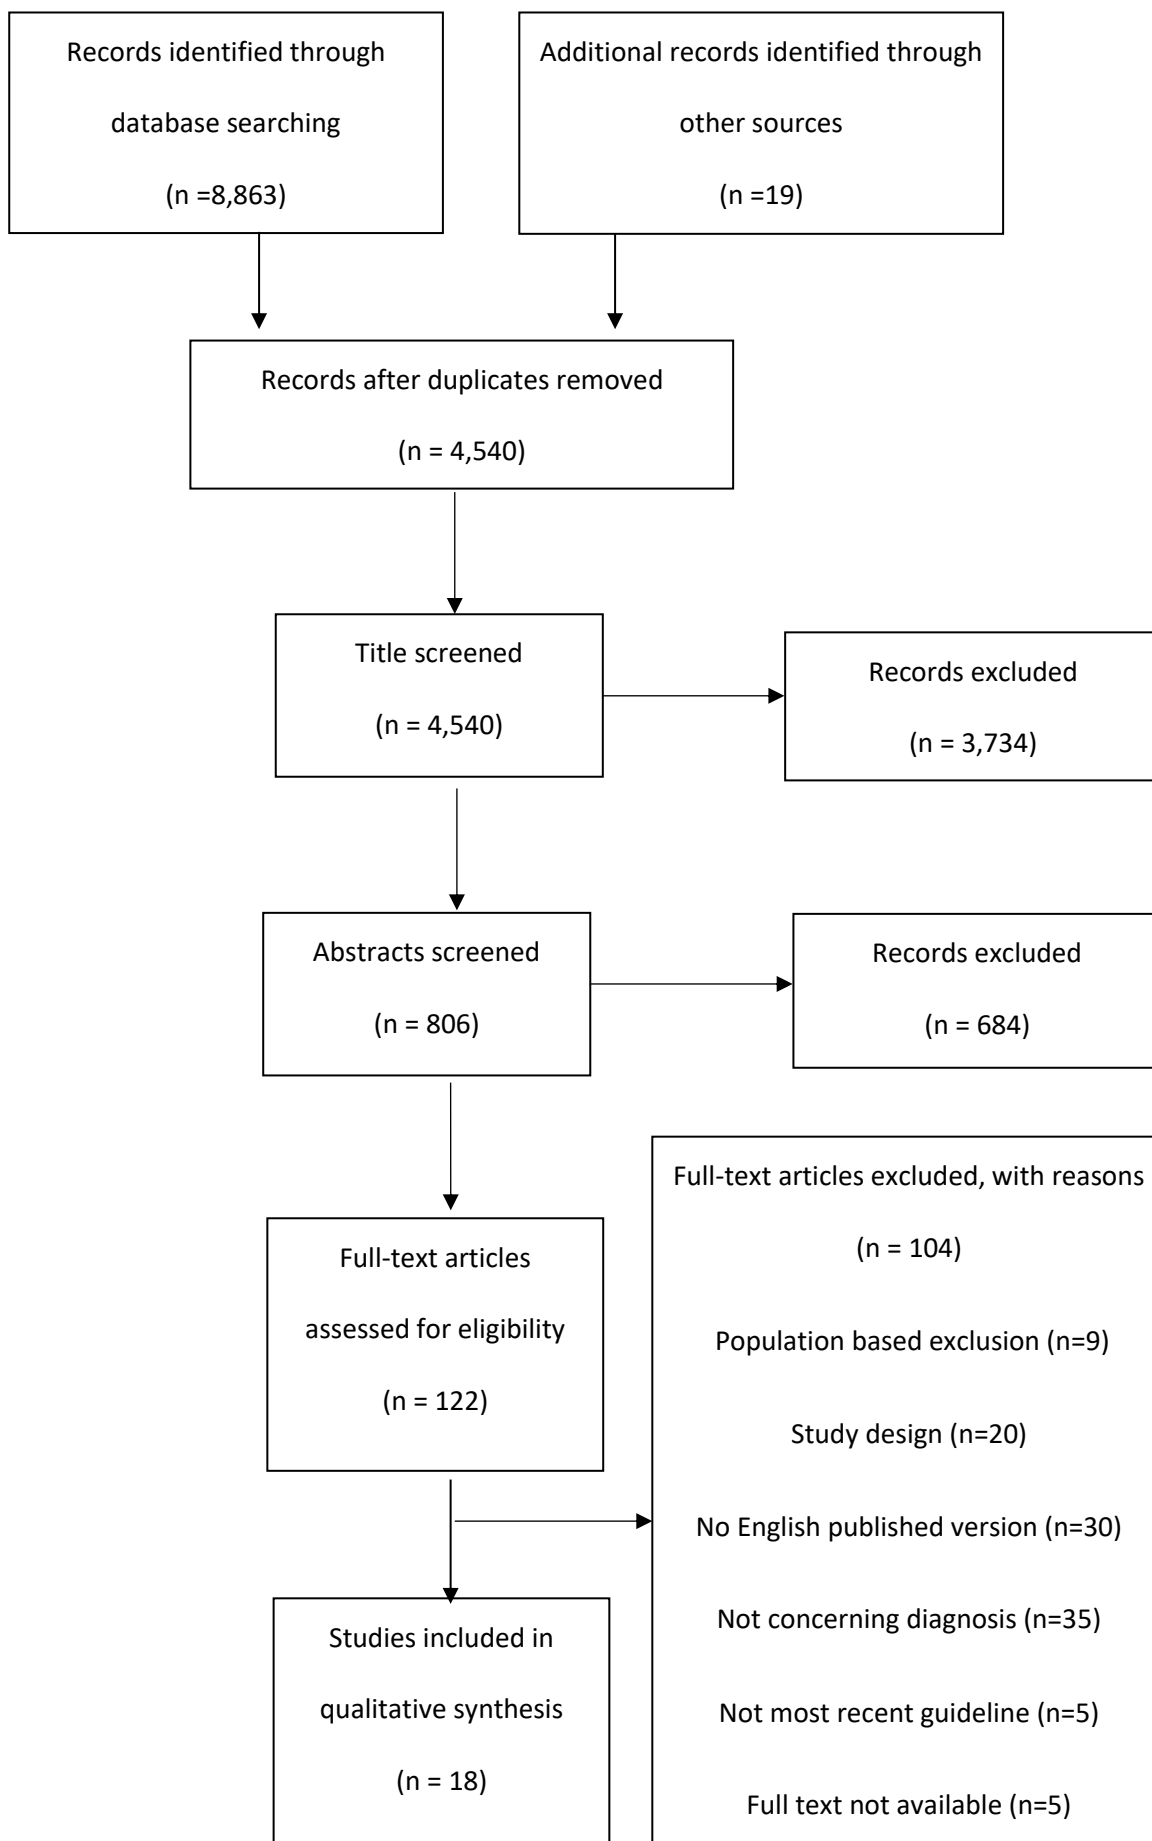 Records identified through
database searching
(n =8,863)
Additional records identified through
other sources
(n =19)
Records after duplicates removed
(n = 4,540)
Title screened
(n = 4,540)
Records excluded
(n = 3,734)
Abstracts screened
(n = 806)
Records excluded
(n = 684)
Full-text articles
assessed for eligibility
(n = 122)
Full-text articles excluded, with reasons
(n = 104)
Population based exclusion (n=9)
Study design (n=20)
No English published version (n=30)
Not concerning diagnosis (n=35)
Not most recent guideline (n=5)
Full text not available (n=5)
Studies included in
qualitative synthesis
(n = 18)